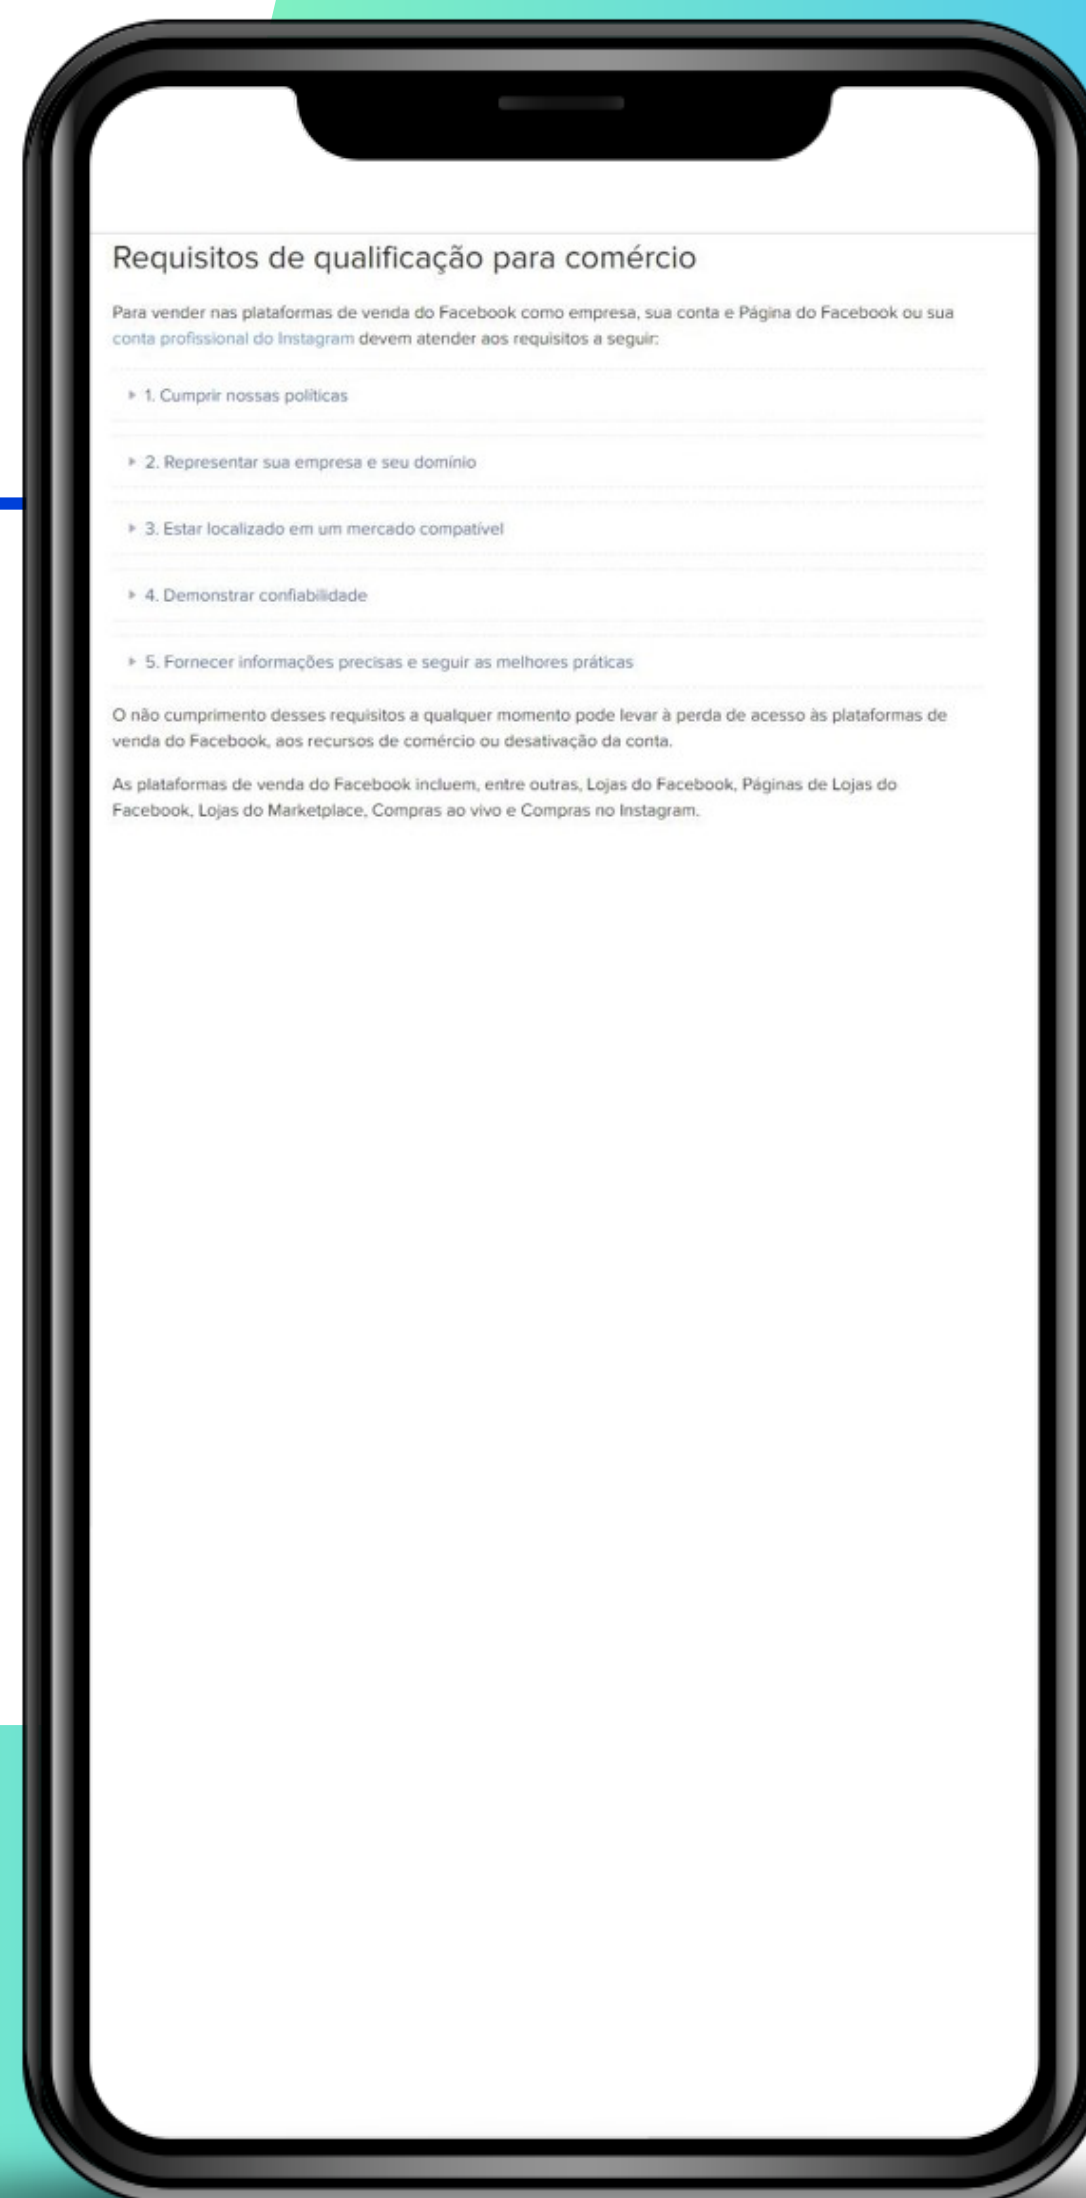 Requisitos de qualificação para comércio
Para vender nas plataformas de venda do Facebook como empresa, sua conta e Página do Facebook ou sua
conta profissional do Instagram devem atender aos requisitos a seguir:
1. Cumprir nossas políticas
2. Representar sua empresa e seu domínio
3. Estar localizado em um mercado compatível
4. Demonstrar confiabilidade
5. Fornecer informações precisas e seguir as melhores práticas
O não cumprimento desses requisitos a qualquer momento pode levar à perda de acesso às plataformas de
venda do Facebook, aos recursos de comércio ou desativação da conta.
As plataformas de venda do Facebook incluem, entre outras, Lojas do Facebook, Páginas de Lojas do
Facebook, Lojas do Marketplace, Compras ao vivo e Compras no Instagram.